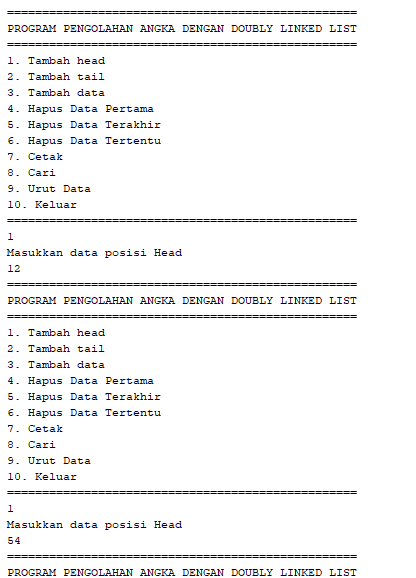 ==================================================
PROGRAM PENGOLAHAN ANGKA DENGAN DOUBLY LINKED LIST
==================================================
1. Tambah head
2. Tambah tail
3. Tambah data
4. Hapus Data Pertama
5. Hapus Data Terakhir
6. Hapus Data Tertentu
7. Cetak
8. Cari
9. Urut Data
10. Keluar
==================================================
1
Masukkan data posisi Head
12
==================================================
PROGRAM PENGOLAHAN ANGKA DENGAN DOUBLY LINKED LIST
==================================================
1. Tambah head
2. Tambah tail
3. Tambah data
4. Hapus Data Pertama
5. Hapus Data Terakhir
6. Hapus Data Tertentu
7. Cetak
8. Cari
9. Urut Data
10. Keluar
==================================================
1
Masukkan data posisi Head
54
==================================================
PROGRAM PENGOLAHAN ANGKA DENGAN DOUBLY LINKED LIST